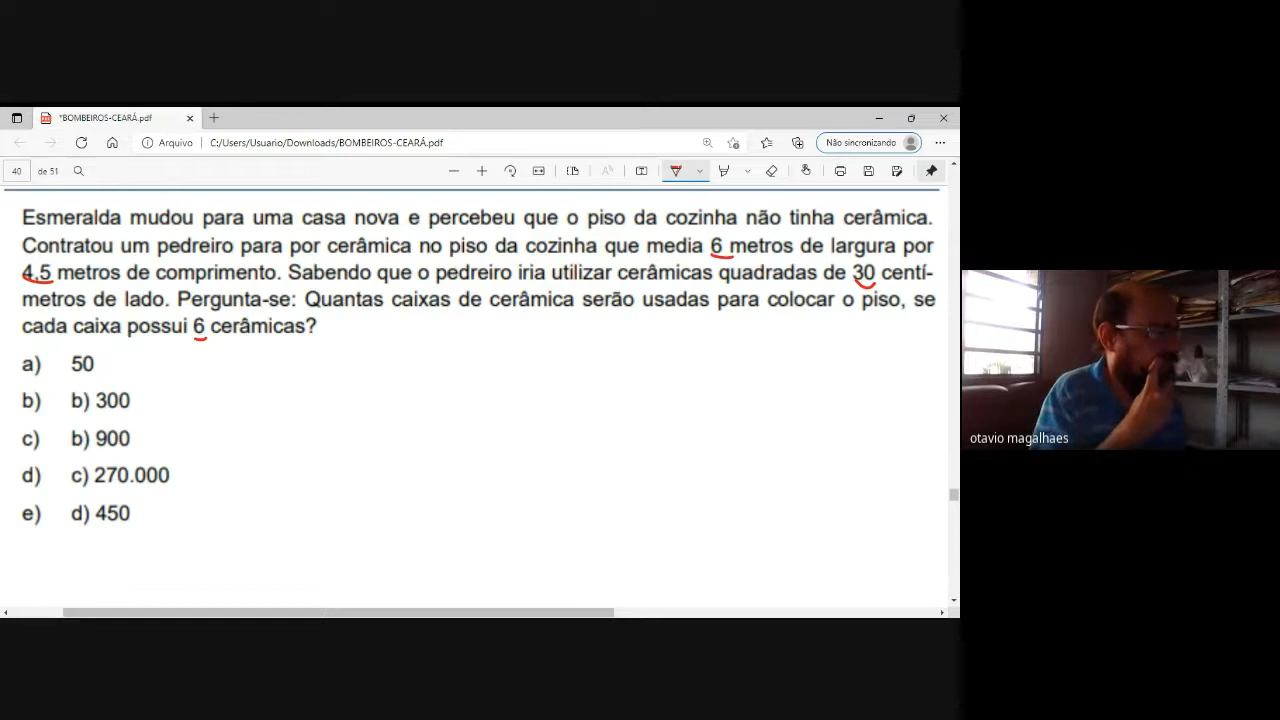 *BOMBEIROS-CEARÁ.pdf
Arquivo
C:/Users/Usuario/Downloads/BOMBEIROS-CEARÁ.pdf
Não sincronizando
40 de 51
Esmeralda mudou para uma casa nova e percebeu que o piso da cozinha não tinha cerâmica.
Contratou um pedreiro para por cerâmica no piso da cozinha que media 6 metros de largura por
4,5 metros de comprimento. Sabendo que o pedreiro iria utilizar cerâmicas quadradas de 30 centí-
metros de lado. Pergunta-se: Quantas caixas de cerâmica serão usadas para colocar o piso, se
cada caixa possui 6 cerâmicas?
a) 50
b) b) 300
c) b) 900
d) c) 270.000
e) d) 450
otavio magalhaes